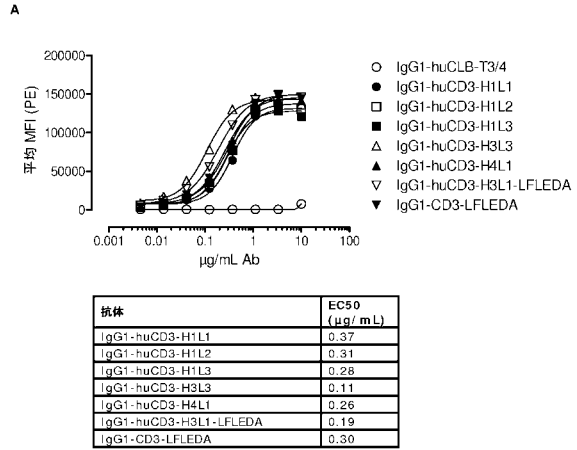 A
200000
150000
100000
50000
0
平均 MFI (PE)
0.001
0.01
0.1
1
10
100
µg/mL Ab
IgG1-huCLB-T3/4
IgG1-huCD3-H1L1
IgG1-huCD3-H1L2
IgG1-huCD3-H1L3
IgG1-huCD3-H3L3
IgG1-huCD3-H4L1
IgG1-huCD3-H3L1-LFLEDA
IgG1-CD3-LFLEDA
抗体 EC50 (µg/ mL)
IgG1-huCD3-H1L1 0.37
IgG1-huCD3-H1L2 0.31
IgG1-huCD3-H1L3 0.28
IgG1-huCD3-H3L3 0.11
IgG1-huCD3-H4L1 0.26
IgG1-huCD3-H3L1-LFLEDA 0.19
IgG1-CD3-LFLEDA 0.30